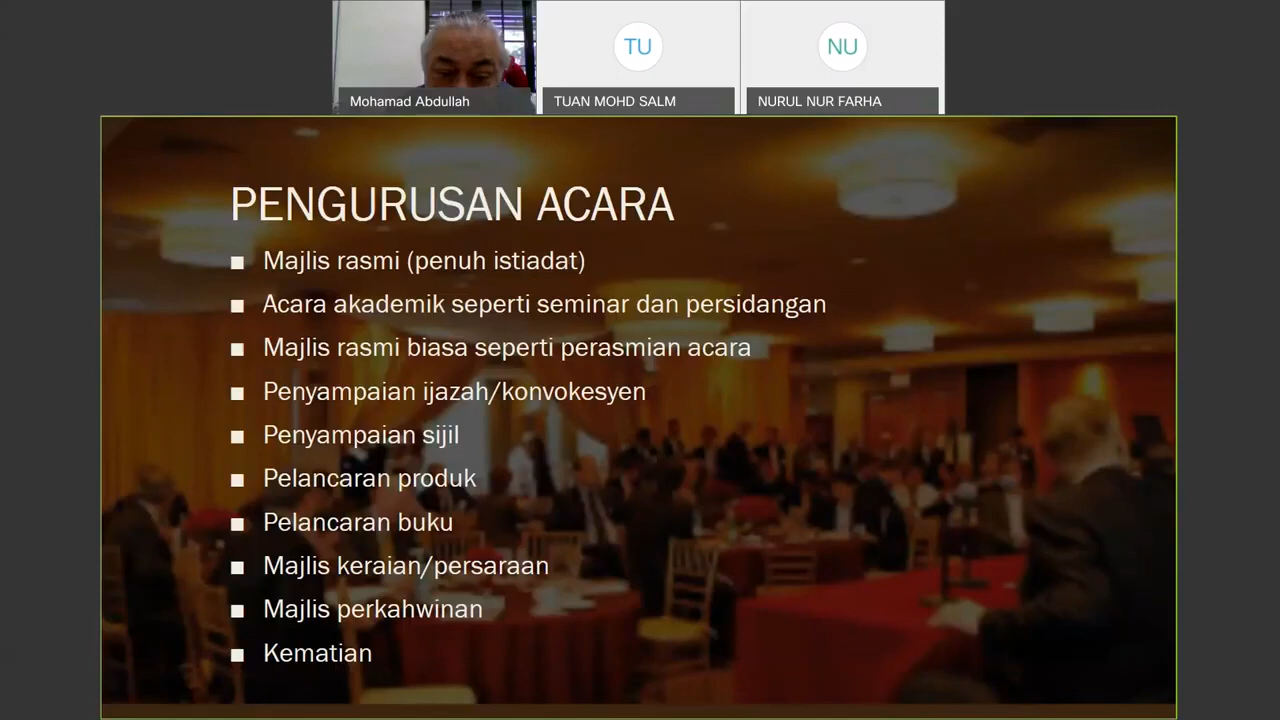 TU
NU
Mohamad Abdullah
TUAN MOHD SALM
NURUL NUR FARHA
PENGURUSAN ACARA
■ Majlis rasmi (penuh istiadat)
■ Acara akademik seperti seminar dan persidangan
■ Majlis rasmi biasa seperti perasmian acara
■ Penyampaian ijazah/konvokesyen
■ Penyampaian sijil
■ Pelancaran produk
■ Pelancaran buku
■ Majlis keraian/persaraan
■ Majlis perkahwinan
■ Kematian